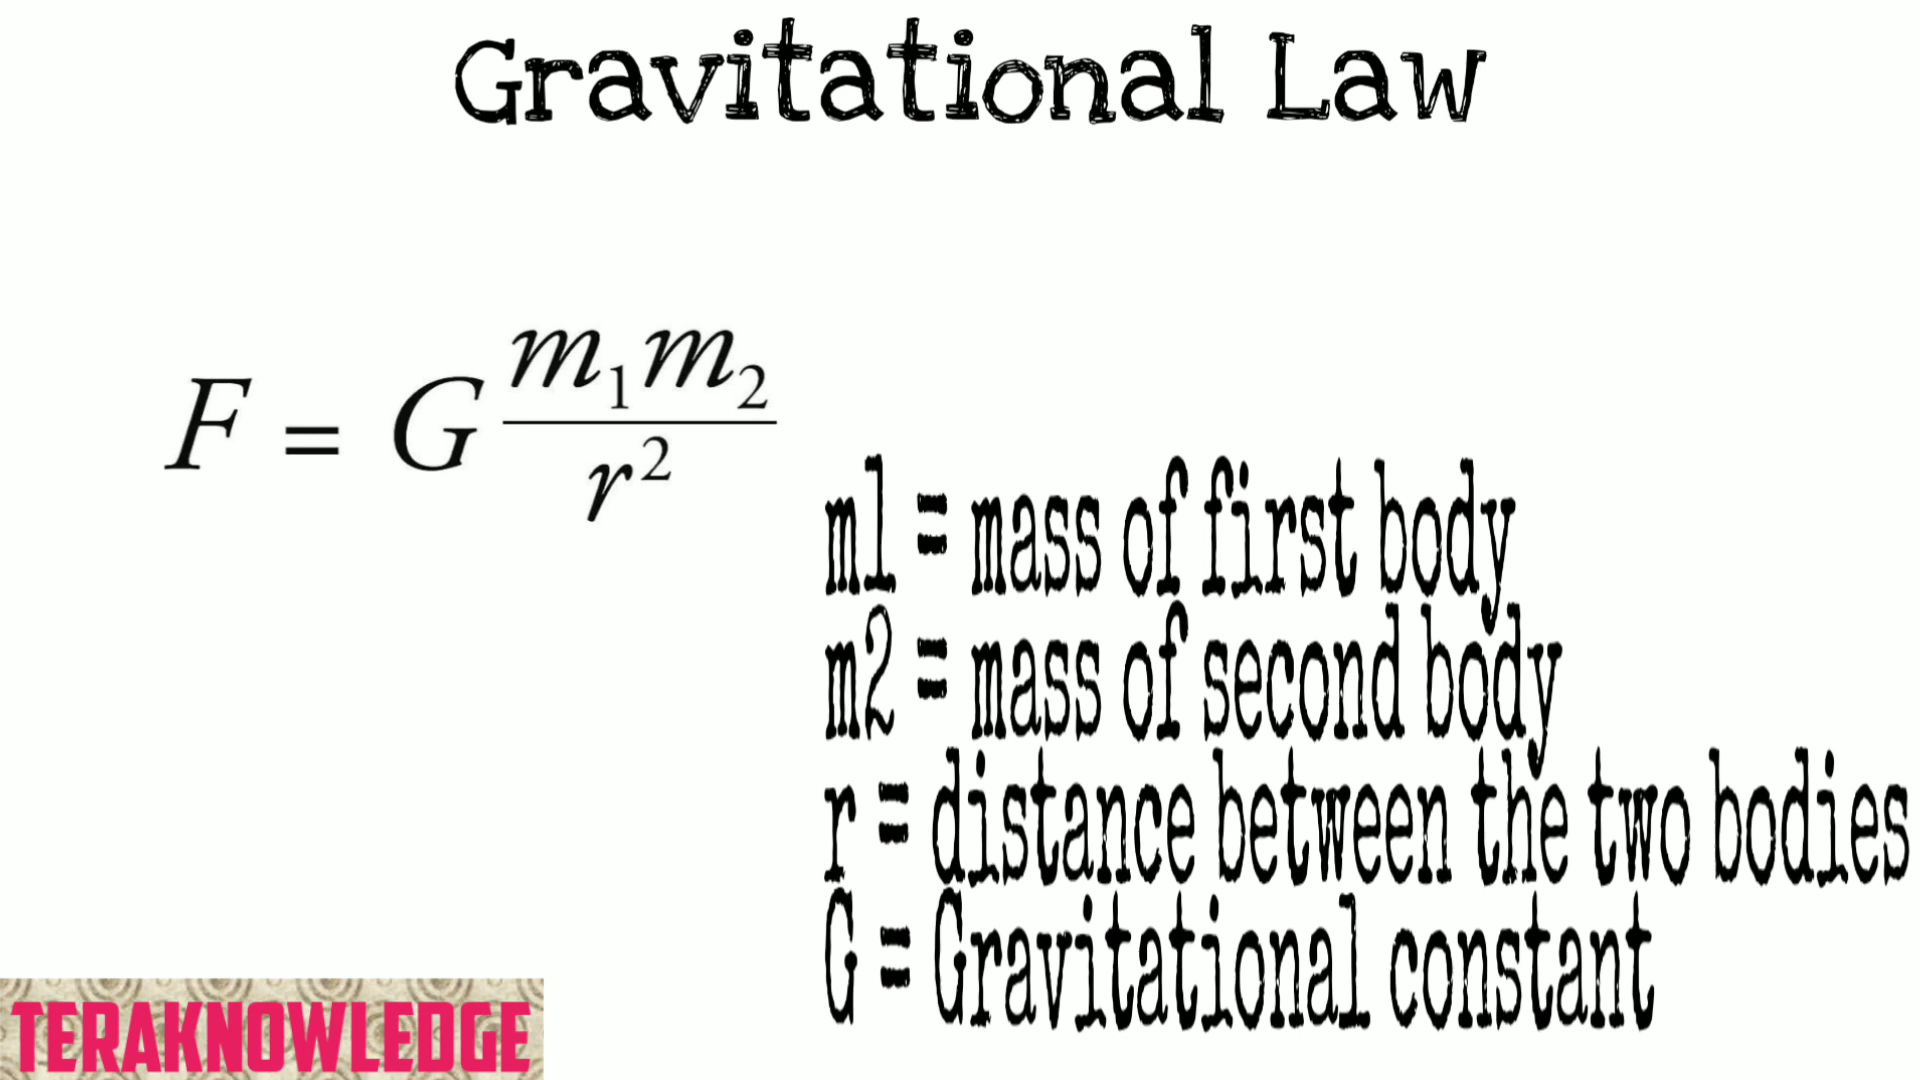 Gravitational Law
F = G m₁m₂ / r²
m1 = mass of first body
m2 = mass of second body
r = distance between the two bodies
G = Gravitational constant
TERAKNOWLEDGE